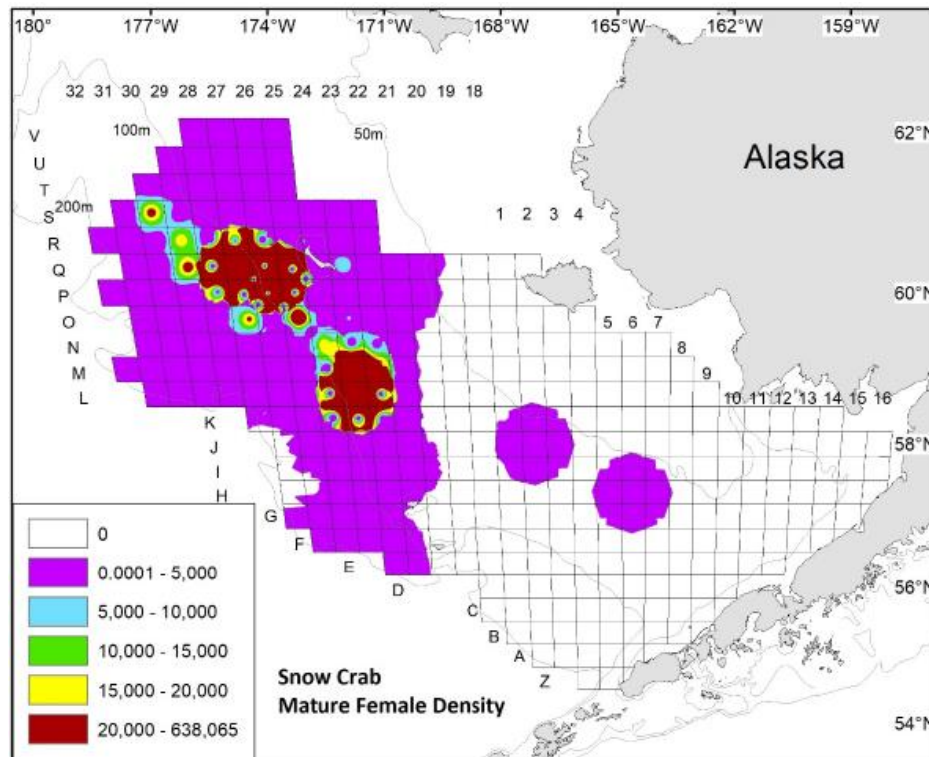 180° 177°W 174°W 171°W 168°W 165°W 162°W 159°W
32 31 30 29 28 27 26 25 24 23 22 21 20 19 18
100m 50m 62°N
V
U
T
S
R
Q
P
O
N
M
L
200m
Alaska
1 2 3 4
60°N
5 6 7
8
9
10 11 12 13 14 15 16
58°N
K
J
I
H
G
F
E
D
C
B
A
Z
56°N
54°N
0
0.0001 - 5,000
5,000 - 10,000
10,000 - 15,000
15,000 - 20,000
20,000 - 638,065
Snow Crab
Mature Female Density